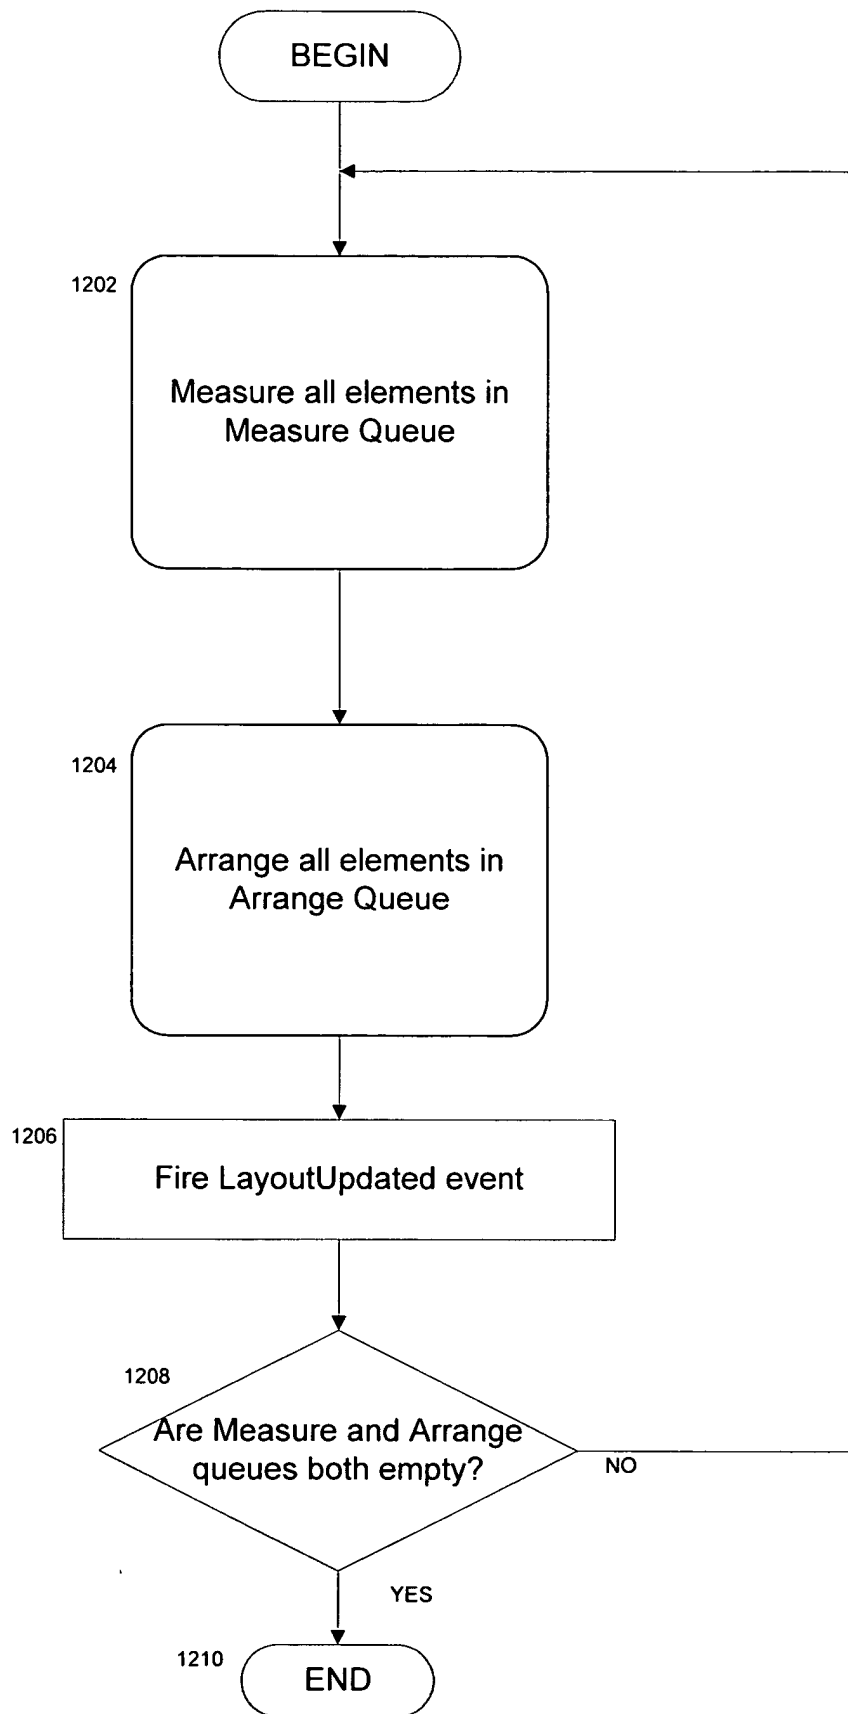 BEGIN
1202
Measure all elements in
Measure Queue
1204
Arrange all elements in
Arrange Queue
1206
Fire LayoutUpdated event
1208
Are Measure and Arrange
queues both empty?
NO
YES
1210
END